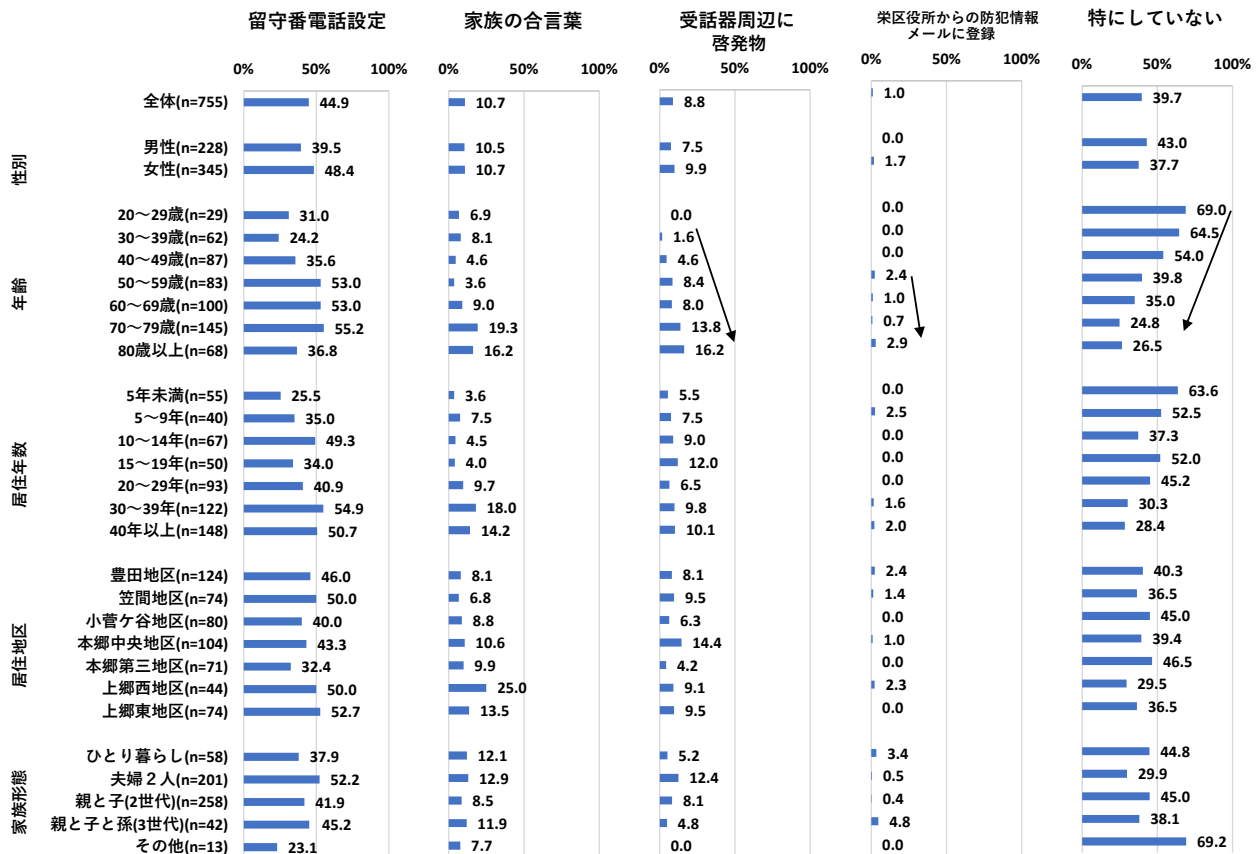 留守番電話設定 家族の合言葉 受話器周辺に 栄区役所からの防犯情報 特にしていない
啓発物 メールに登録
0% 50% 100% 0% 50% 100% 0% 50% 100% 0% 50% 100% 0% 50% 100%
全体(n=755) 44.9 10.7 8.8 1.0 39.7
性別
男性(n=228) 39.5 10.5 7.5 0.0 43.0
女性(n=345) 48.4 10.7 9.9 1.7 37.7
年齢
20～29歳(n=29) 31.0 6.9 0.0 0.0 69.0
30～39歳(n=62) 24.2 8.1 1.6 0.0 64.5
40～49歳(n=87) 35.6 4.6 4.6 0.0 54.0
50～59歳(n=83) 53.0 3.6 8.4 2.4 39.8
60～69歳(n=100) 53.0 9.0 8.0 1.0 35.0
70～79歳(n=145) 55.2 19.3 13.8 0.7 24.8
80歳以上(n=68) 36.8 16.2 16.2 2.9 26.5
居住年数
5年未満(n=55) 25.5 3.6 5.5 0.0 63.6
5～9年(n=40) 35.0 7.5 7.5 2.5 52.5
10～14年(n=67) 49.3 4.5 9.0 0.0 37.3
15～19年(n=50) 34.0 4.0 12.0 0.0 52.0
20～29年(n=93) 40.9 9.7 6.5 0.0 45.2
30～39年(n=122) 54.9 18.0 9.8 1.6 30.3
40年以上(n=148) 50.7 14.2 10.1 2.0 28.4
居住地区
豊田地区(n=124) 46.0 8.1 8.1 2.4 40.3
笠間地区(n=74) 50.0 6.8 9.5 1.4 36.5
小菅ケ谷地区(n=80) 40.0 8.8 6.3 0.0 45.0
本郷中央地区(n=104) 43.3 10.6 14.4 1.0 39.4
本郷第三地区(n=71) 32.4 9.9 4.2 0.0 46.5
上郷西地区(n=44) 50.0 25.0 9.1 2.3 29.5
上郷東地区(n=74) 52.7 13.5 9.5 0.0 36.5
家族形態
ひとり暮らし(n=58) 37.9 12.1 5.2 3.4 44.8
夫婦２人(n=201) 52.2 12.9 12.4 0.5 29.9
親と子(2世代)(n=258) 41.9 8.5 8.1 0.4 45.0
親と子と孫(3世代)(n=42) 45.2 11.9 4.8 4.8 38.1
その他(n=13) 23.1 7.7 0.0 0.0 69.2